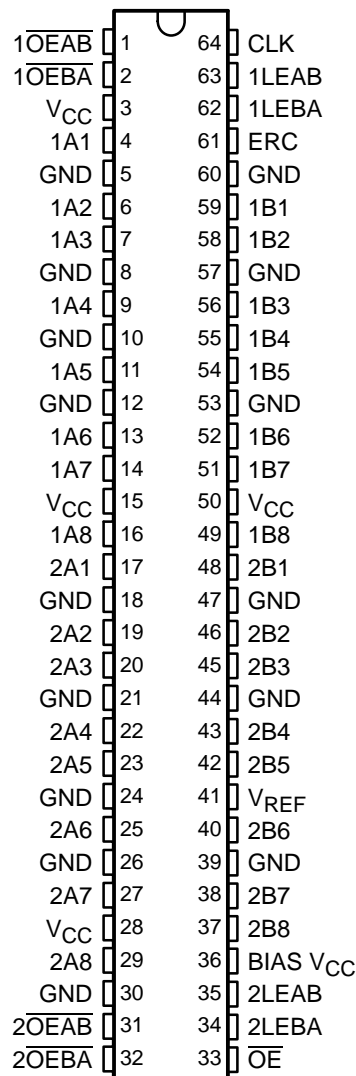 1OEAB 1 64 CLK
1OEBA 2 63 1LEAB
VCC 3 62 1LEBA
1A1 4 61 ERC
GND 5 60 GND
1A2 6 59 1B1
1A3 7 58 1B2
GND 8 57 GND
1A4 9 56 1B3
GND 10 55 1B4
1A5 11 54 1B5
GND 12 53 GND
1A6 13 52 1B6
1A7 14 51 1B7
VCC 15 50 VCC
1A8 16 49 1B8
2A1 17 48 2B1
GND 18 47 GND
2A2 19 46 2B2
2A3 20 45 2B3
GND 21 44 GND
2A4 22 43 2B4
2A5 23 42 2B5
GND 24 41 VREF
2A6 25 40 2B6
GND 26 39 GND
2A7 27 38 2B7
VCC 28 37 2B8
2A8 29 36 BIAS VCC
GND 30 35 2LEAB
2OEAB 31 34 2LEBA
2OEBA 32 33 OE